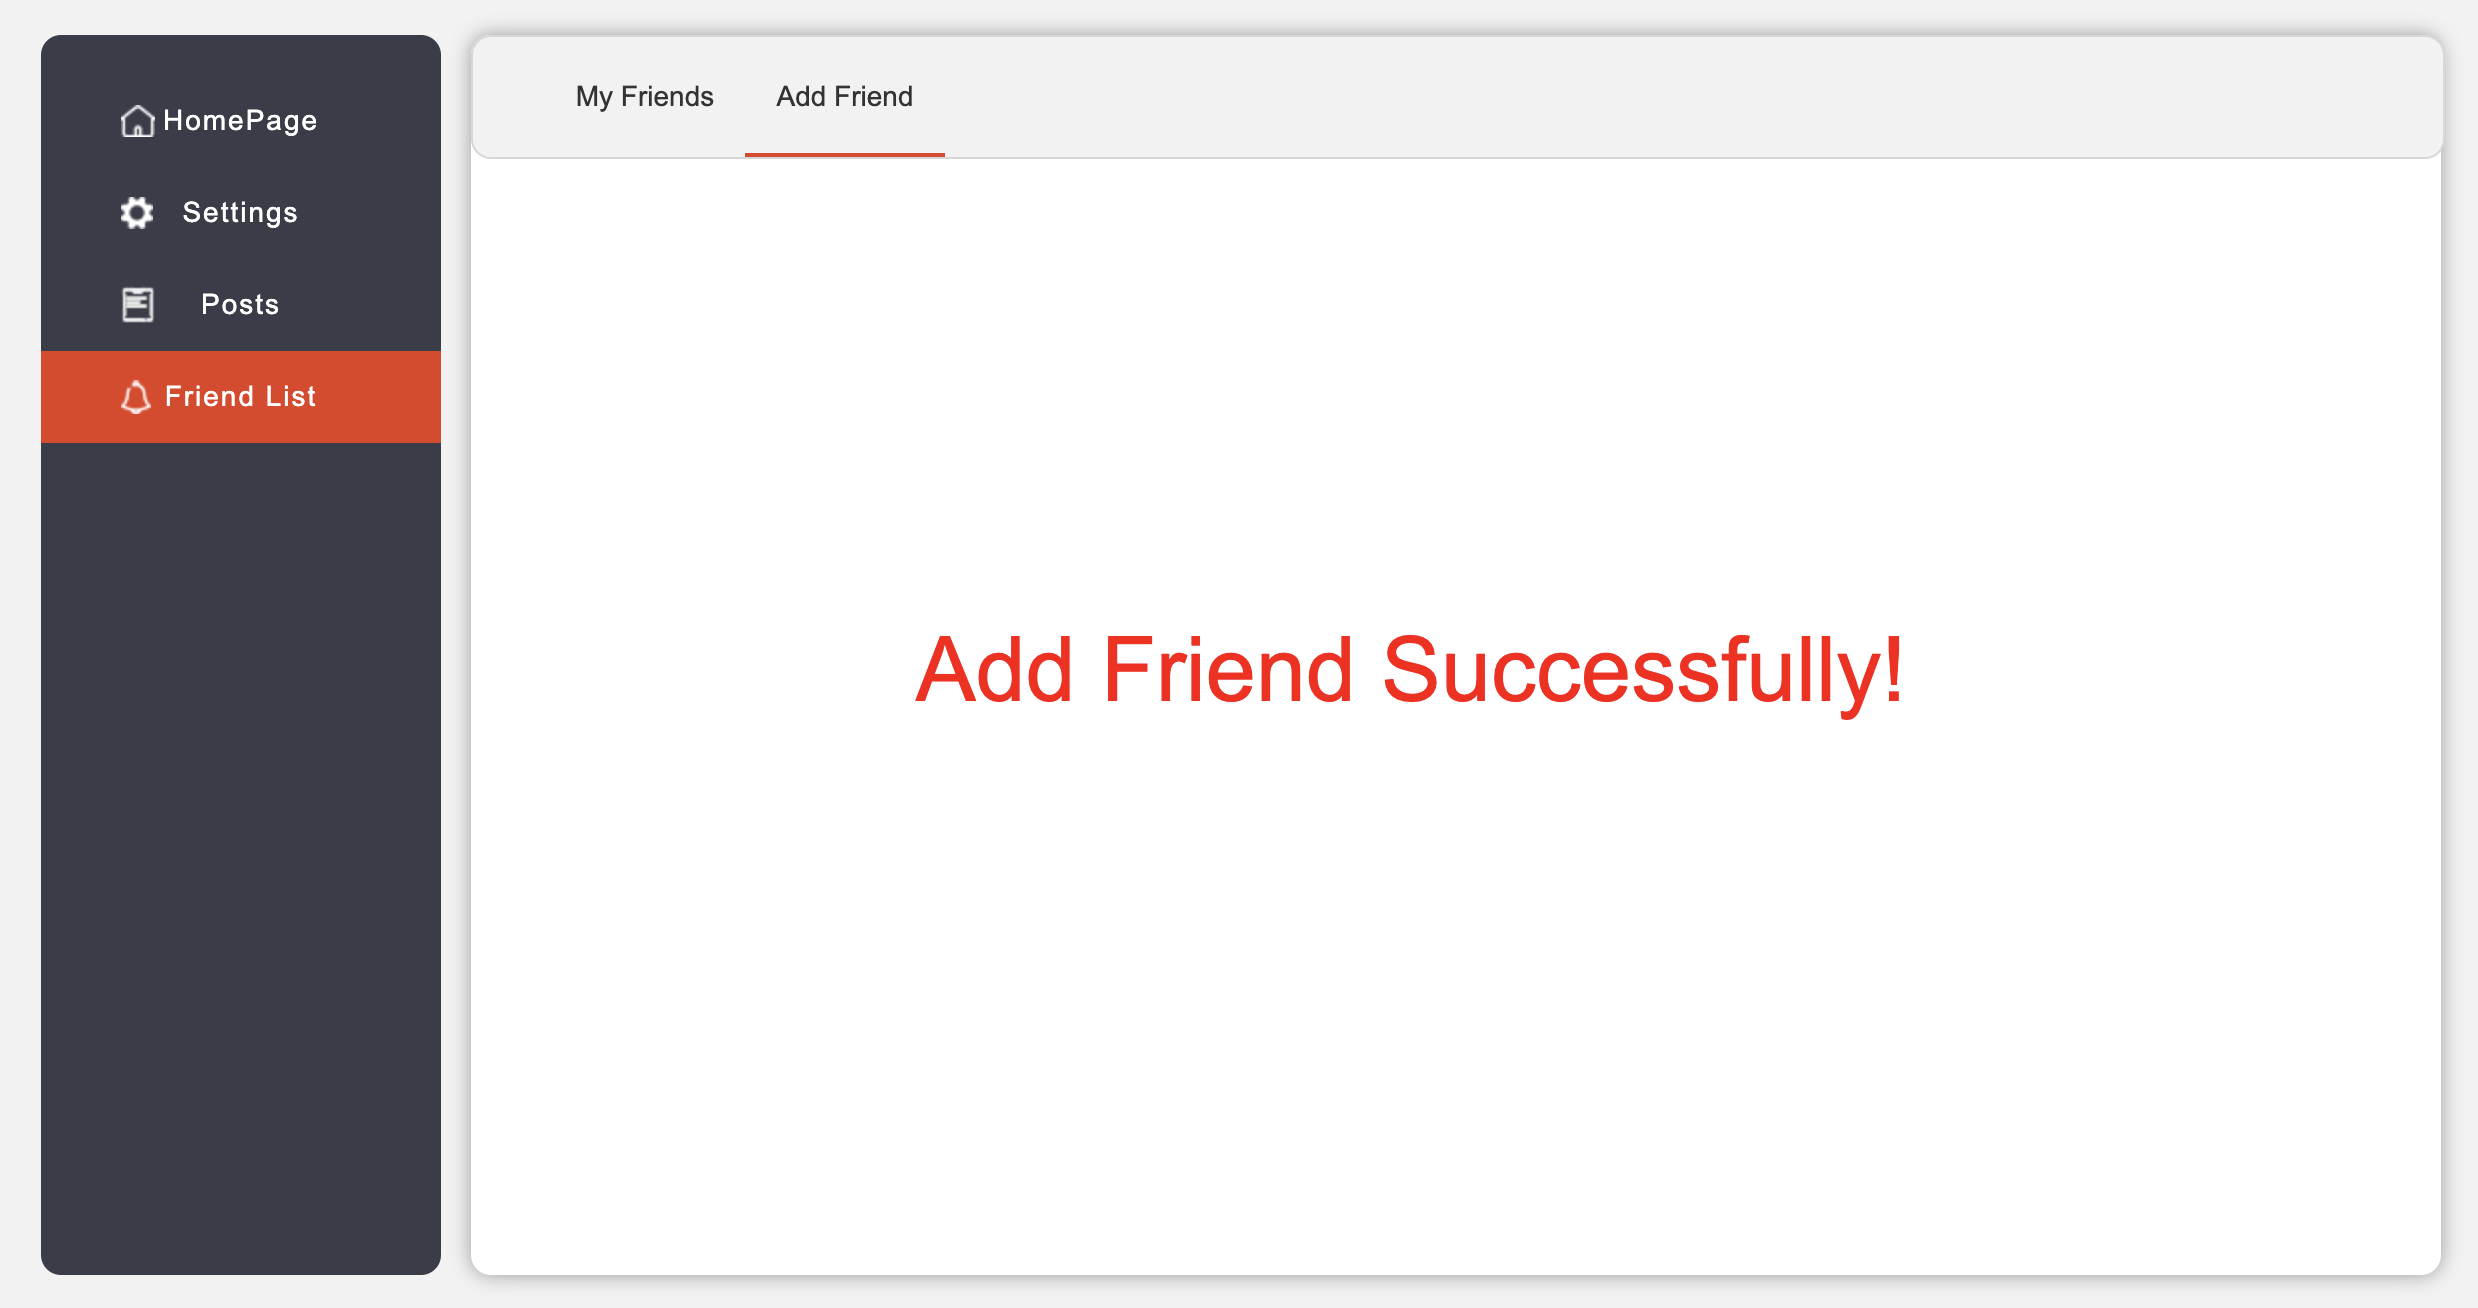 HomePage
Settings
Posts
Friend List
My Friends
Add Friend
Add Friend Successfully!